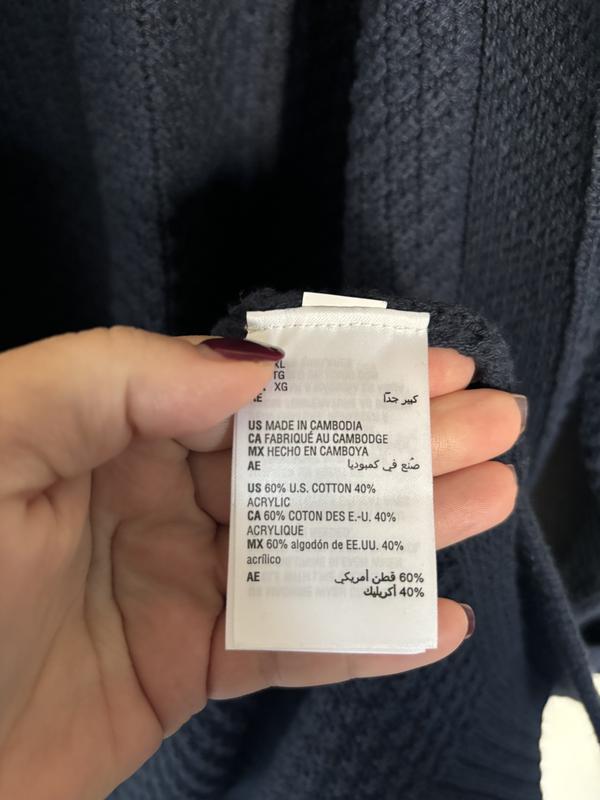 XL
TG
XG
AE كبير جدًا
US MADE IN CAMBODIA
CA FABRIQUÉ AU CAMBODGE
MX HECHO EN CAMBOYA
AE صُنع في كمبوديا
US 60% U.S. COTTON 40%
ACRYLIC
CA 60% COTON DES E.-U. 40%
ACRYLIQUE
MX 60% algodón de EE.UU. 40%
acrílico
AE 60% قطن أمريكي
40% أكريليك